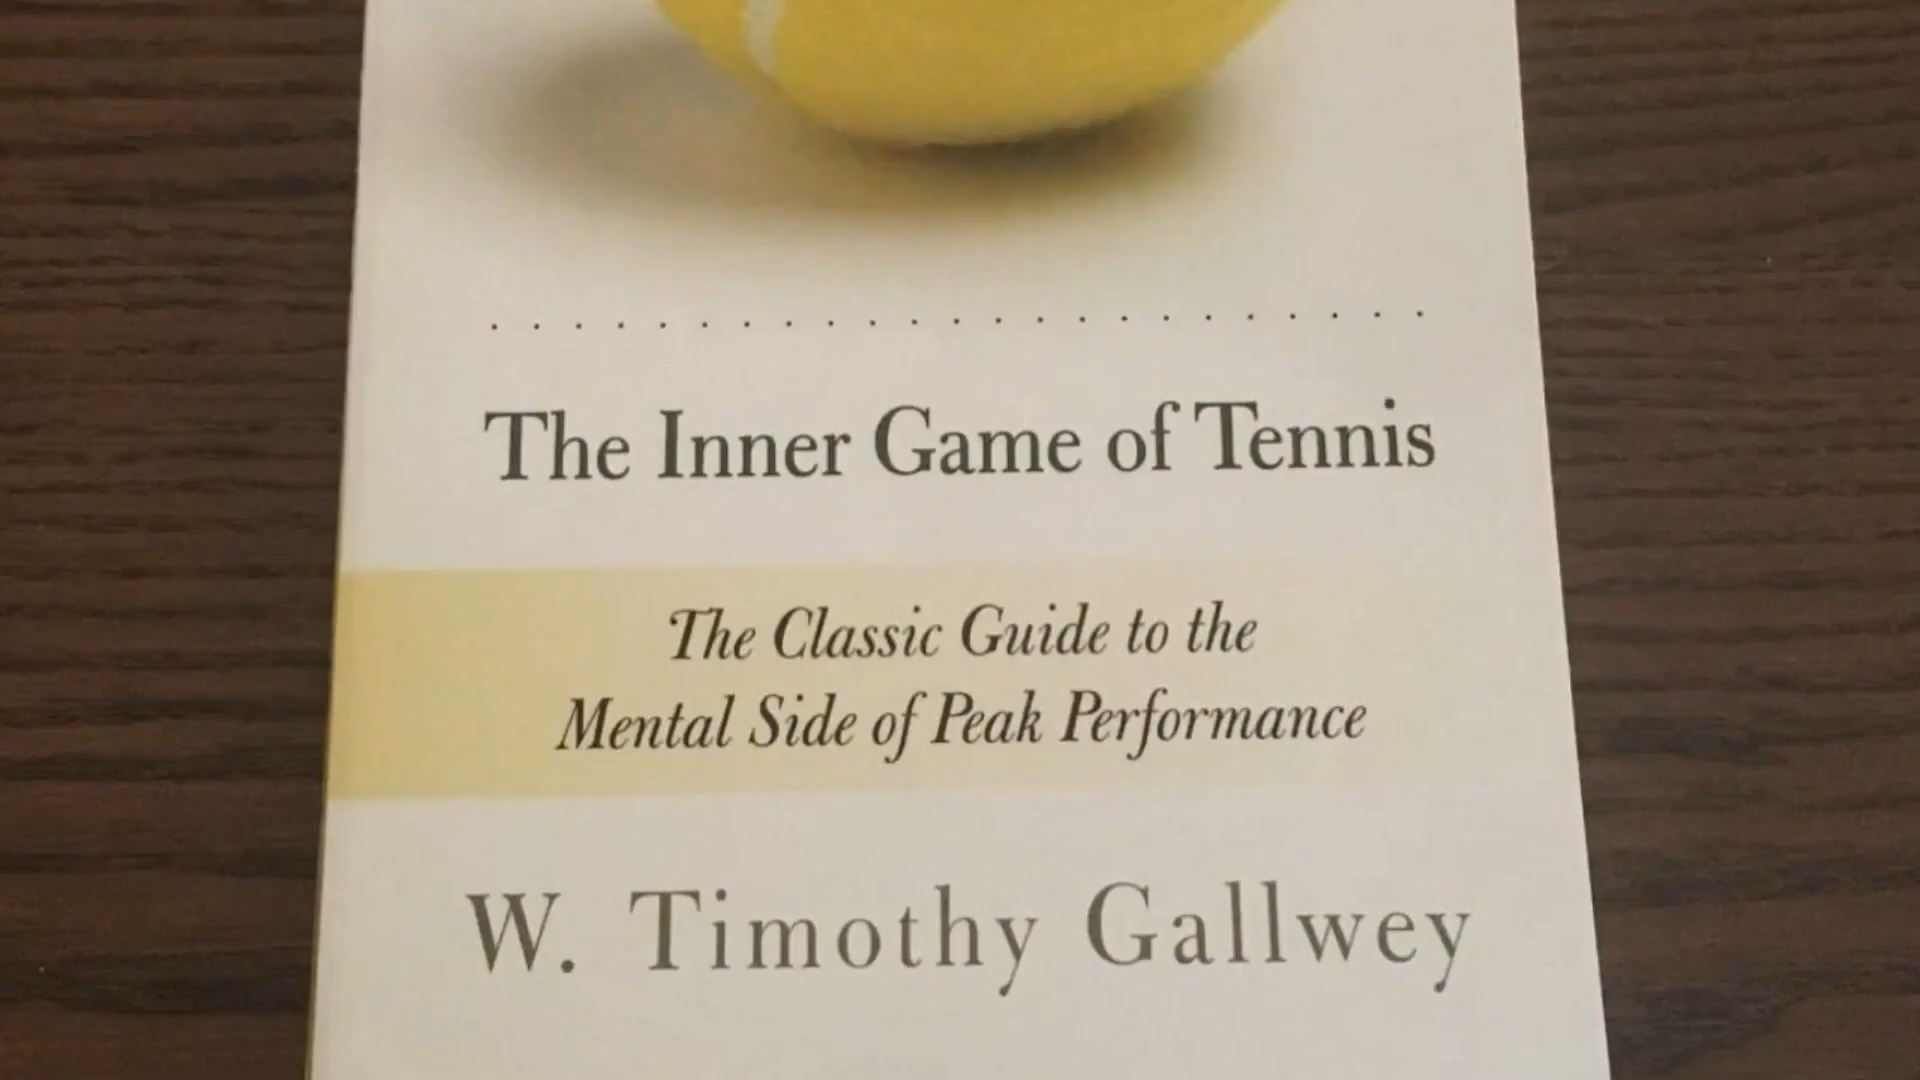 The Inner Game of Tennis
The Classic Guide to the
Mental Side of Peak Performance
W. Timothy Gallwey